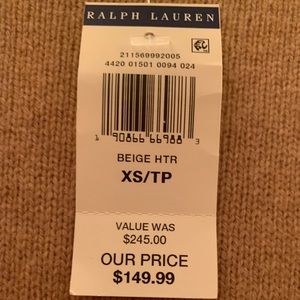 RALPH LAUREN
211569992005
4420 01501 0094 024
1 90866 66988 3
BEIGE HTR
XS/TP
VALUE WAS
$245.00
OUR PRICE
$149.99